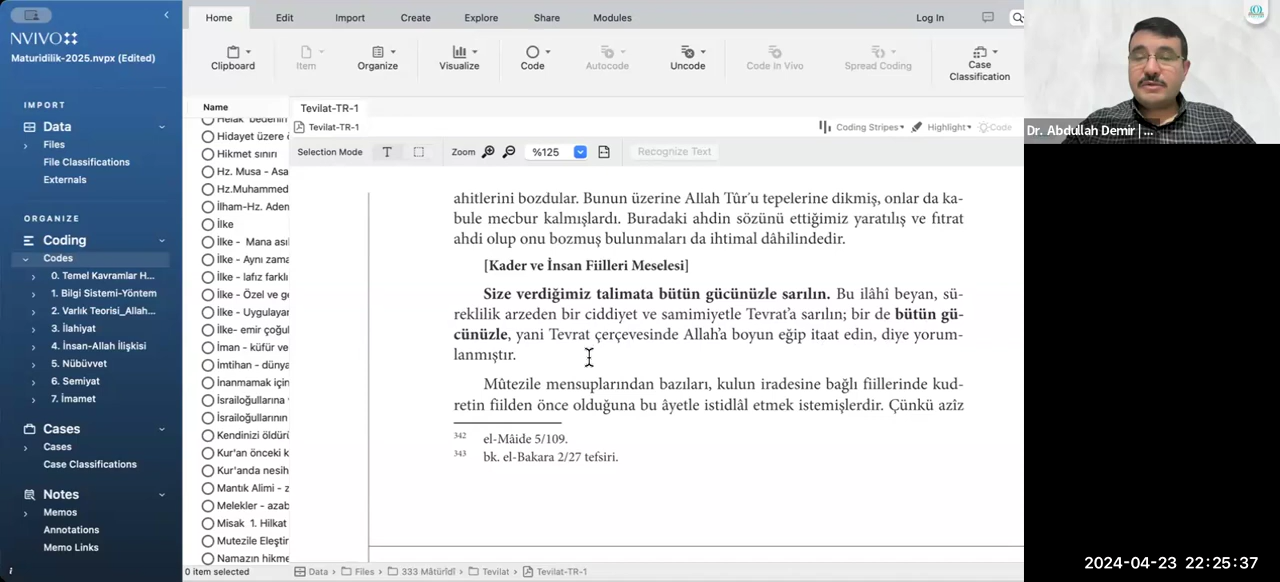 Home Edit Import Create Explore Share Modules Log In
NVIVO
Maturidilik-2025.nvpx (Edited)
Clipboard Item Organize Visualize Code Autocode Uncode Code In Vivo Spread Coding Case Classification
IMPORT
Data
Files
File Classifications
Externals
ORGANIZE
Coding
Codes
0. Temel Kavramlar H...
1. Bilgi Sistemi-Yöntem
2. Varlık Teorisi_Allah...
3. İlahiyat
4. İnsan-Allah İlişkisi
5. Nübüvvet
6. Semiyat
7. İmamet
Cases
Cases
Case Classifications
Notes
Memos
Annotations
Memo Links
Name
Helak bedenin
Hidayet üzere ö
Hikmet sınırı
Hz. Musa - Asa
Hz.Muhammed
İlham-Hz. Adem
İlke
İlke - Mana ası
İlke - Aynı zama
İlke - lafız farklı
İlke - Özel ve ge
İlke - Uygulayar
İlke- emir çoğul
İman - küfür ve
İmtihan - dünya
İnanmamak için
İsrailoğullarına
İsrailoğullarının
Kendinizi öldürü
Kur'an önceki k
Kur'anda nesih
Mantık Alimi - z
Melekler - azab
Misak 1. Hilkat
Mutezile Eleştir
Namazın hikme
0 item selected
Tevilat-TR-1
Tevilat-TR-1
Coding Stripes Highlight Code
Selection Mode T Zoom %125 Recognize Text
ahitlerini bozdular. Bunun üzerine Allah Tûr'u tepelerine dikmiş, onlar da ka-
bule mecbur kalmışlardı. Buradaki ahdin sözünü ettiğimiz yaratılış ve fıtrat
ahdi olup onu bozmuş bulunmaları da ihtimal dâhilindedir.
[Kader ve İnsan Fiilleri Meselesi]
Size verdiğimiz talimata bütün gücünüzle sarılın. Bu ilâhî beyan, sü-
reklilik arzeden bir ciddiyet ve samimiyetle Tevrat'a sarılın; bir de bütün gü-
cünüzle, yani Tevrat çerçevesinde Allah'a boyun eğip itaat edin, diye yorum-
lanmıştır.
Mûtezile mensuplarından bazıları, kulun iradesine bağlı fiillerinde kud-
retin fiilden önce olduğuna bu âyetle istidlâl etmek istemişlerdir. Çünkü azîz
342 el-Mâide 5/109.
343 bk. el-Bakara 2/27 tefsiri.
Data > Files > 333 Mâtürîdî > Tevilat > Tevilat-TR-1
Dr. Abdullah Demir | ...
2024-04-23 22:25:37